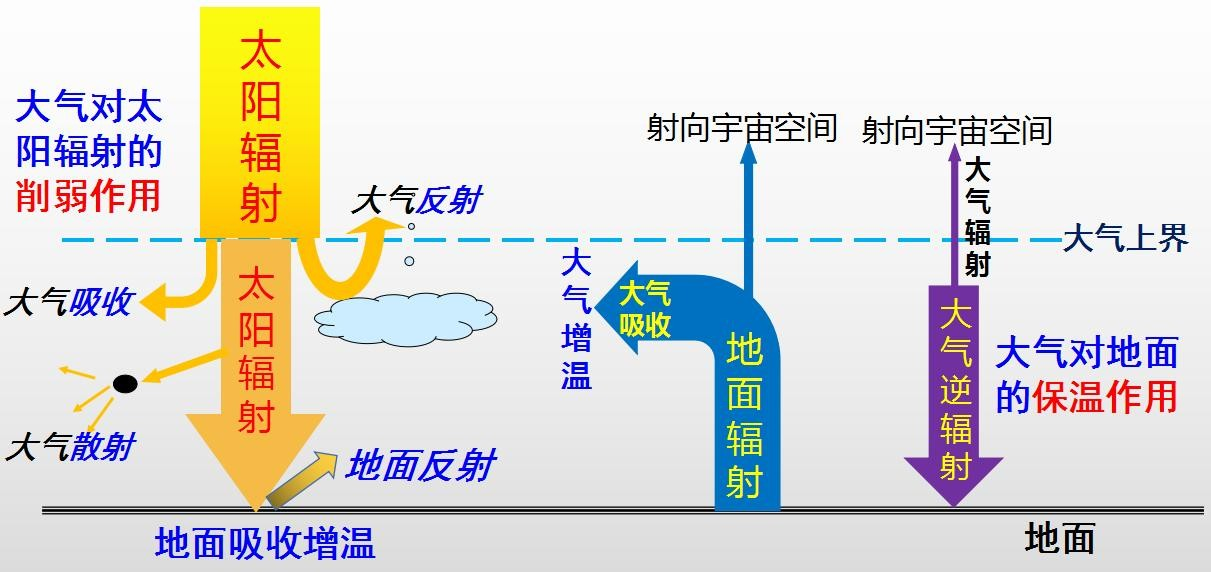 太阳辐射
大气对太
阳辐射的
削弱作用
大气反射
太阳辐射
大气吸收
大气散射
地面反射
地面吸收增温
射向宇宙空间
射向宇宙空间
大气辐射
大气上界
大气增温
大气
吸收
地面辐射
大气逆辐射
大气对地面
的保温作用
地面